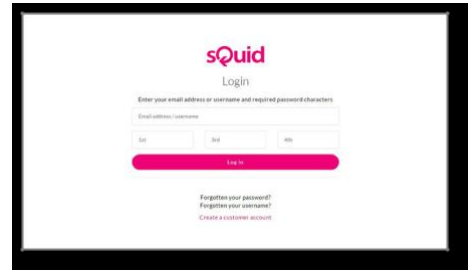 sQuid
Login
Enter your email address or username and required password characters
Email address / username
1st 3rd 4th
Log in
Forgotten your password?
Forgotten your username?
Create a customer account